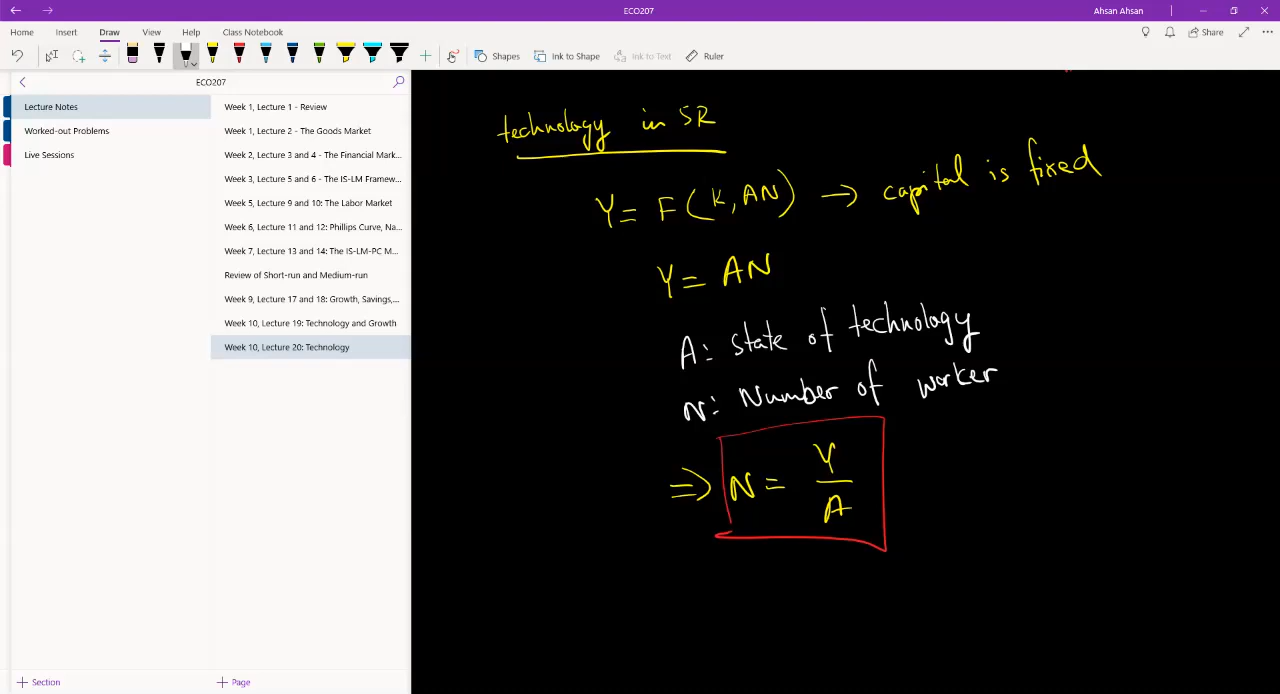 ECO207
Ahsan Ahsan
Home Insert Draw View Help Class Notebook
Share
Shapes Ink to Shape Ink to Text Ruler
ECO207
Lecture Notes
Worked-out Problems
Live Sessions
Week 1, Lecture 1 - Review
Week 1, Lecture 2 - The Goods Market
Week 2, Lecture 3 and 4 - The Financial Mark...
Week 3, Lecture 5 and 6 - The IS-LM Framew...
Week 5, Lecture 9 and 10: The Labor Market
Week 6, Lecture 11 and 12: Phillips Curve, Na...
Week 7, Lecture 13 and 14: The IS-LM-PC M...
Review of Short-run and Medium-run
Week 9, Lecture 17 and 18: Growth, Savings,...
Week 10, Lecture 19: Technology and Growth
Week 10, Lecture 20: Technology
+ Section
+ Page
technology in SR
Y = F(K, AN) → capital is fixed
Y = AN
A: state of technology
N: Number of worker
⇒ N = Y/A